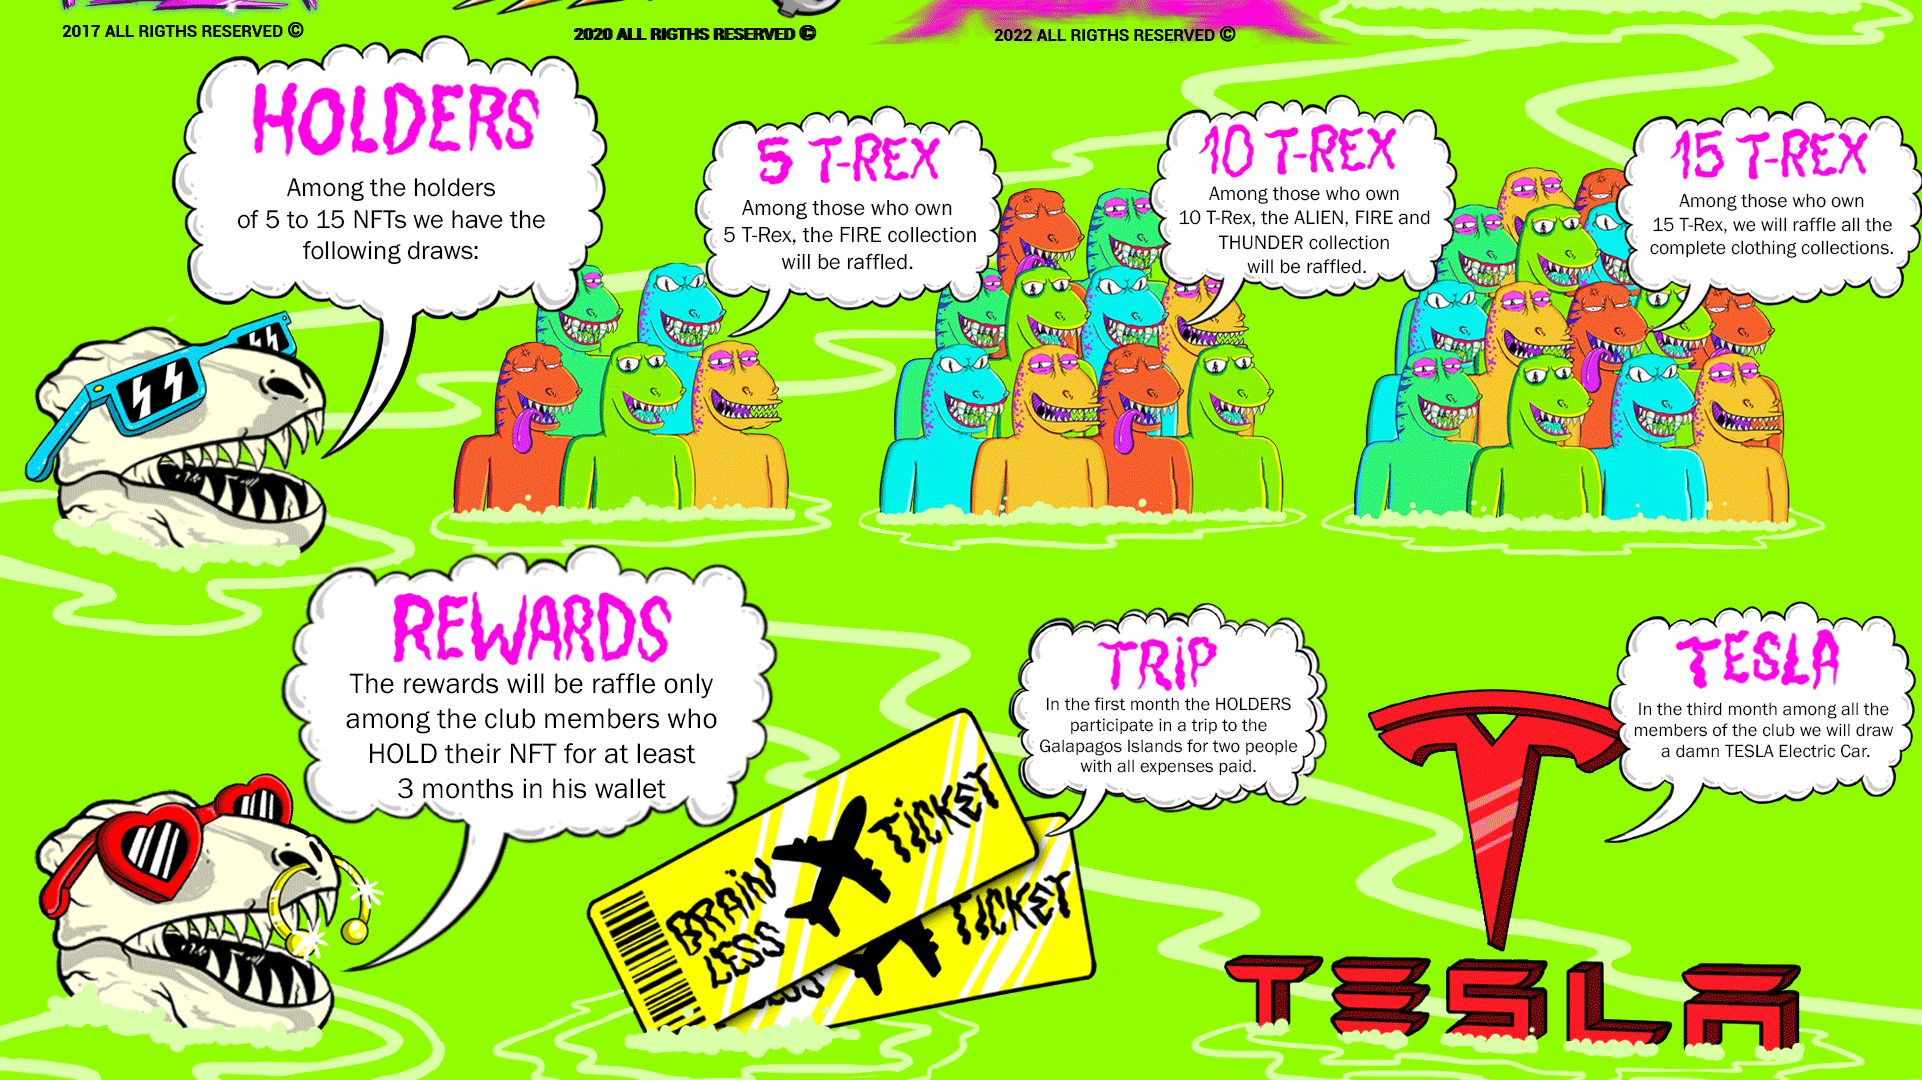 2017 ALL RIGTHS RESERVED ©
2020 ALL RIGTHS RESERVED ©
2022 ALL RIGTHS RESERVED ©
HOLDERS
Among the holders
of 5 to 15 NFTs we have the
following draws:
5 T-REX
Among those who own
5 T-Rex, the FIRE collection
will be raffled.
10 T-REX
Among those who own
10 T-Rex, the ALIEN, FIRE and
THUNDER collection
will be raffled.
15 T-REX
Among those who own
15 T-Rex, we will raffle all the
complete clothing collections.
REWARDS
The rewards will be raffle only
among the club members who
HOLD their NFT for at least
3 months in his wallet
TRiP
In the first month the HOLDERS
participate in a trip to the
Galapagos Islands for two people
with all expenses paid.
TESLA
In the third month among all the
members of the club we will draw
a damn TESLA Electric Car.
BRAiN
LESS
TiCKET
TICKET
TESLA